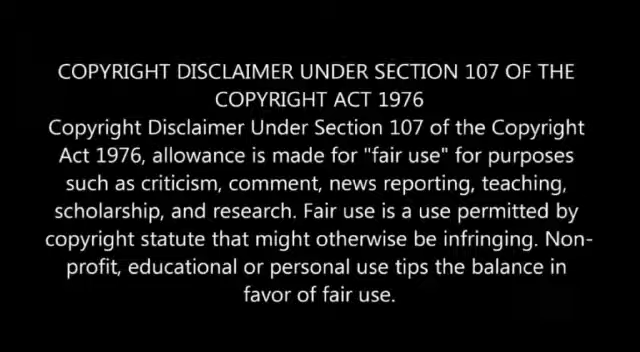 COPYRIGHT DISCLAIMER UNDER SECTION 107 OF THE
COPYRIGHT ACT 1976
Copyright Disclaimer Under Section 107 of the Copyright
Act 1976, allowance is made for "fair use" for purposes
such as criticism, comment, news reporting, teaching,
scholarship, and research. Fair use is a use permitted by
copyright statute that might otherwise be infringing. Non-
profit, educational or personal use tips the balance in
favor of fair use.